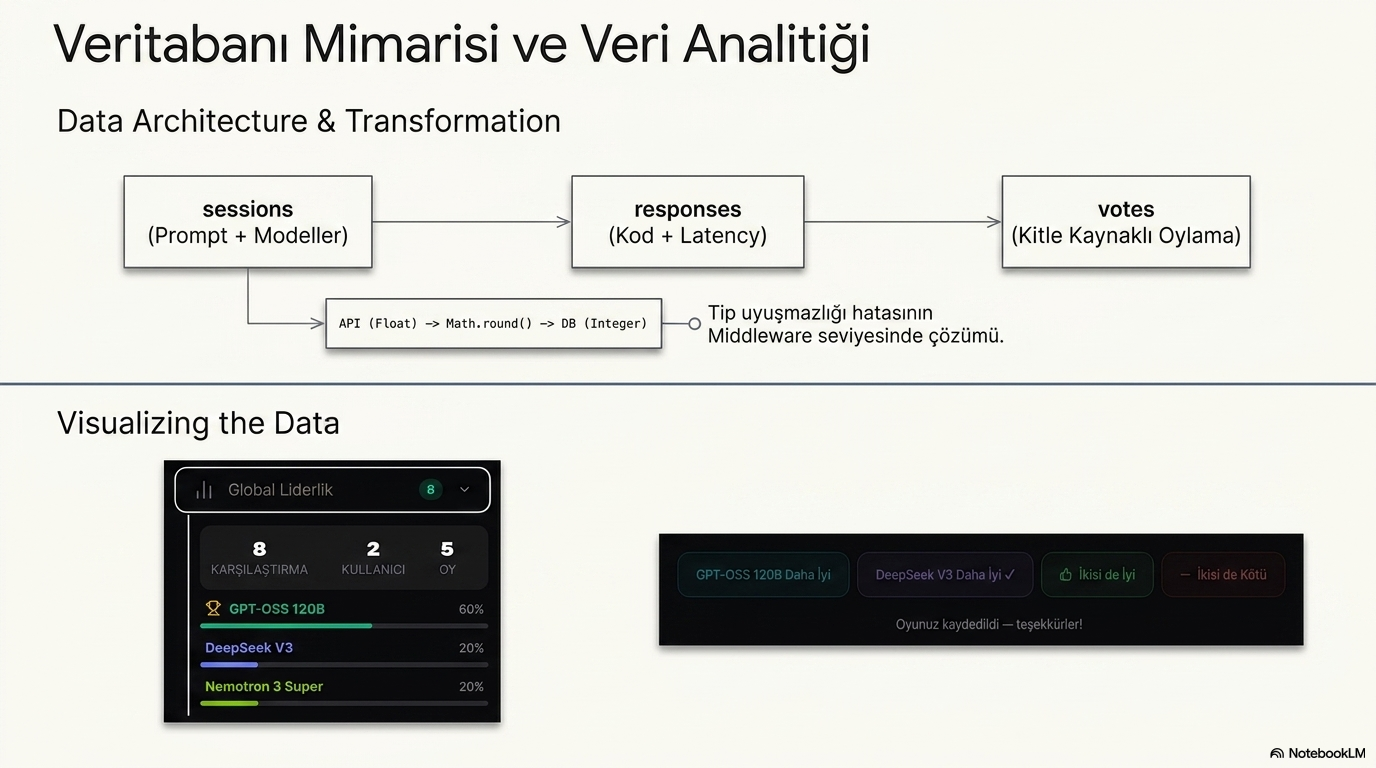 Veritabanı Mimarisi ve Veri Analitiği
Data Architecture & Transformation
sessions
(Prompt + Modeller)
responses
(Kod + Latency)
votes
(Kitle Kaynaklı Oylama)
API (Float) —> Math.round() —> DB (Integer)
Tip uyuşmazlığı hatasının
Middleware seviyesinde çözümü.
Visualizing the Data
Global Liderlik 8
8 2 5
KARŞILAŞTIRMA KULLANICI OY
GPT-OSS 120B 60%
DeepSeek V3 20%
Nemotron 3 Super 20%
GPT-OSS 120B Daha İyi DeepSeek V3 Daha İyi ✓ İkisi de İyi — İkisi de Kötü
Oyunuz kaydedildi — teşekkürler!
NotebookLM